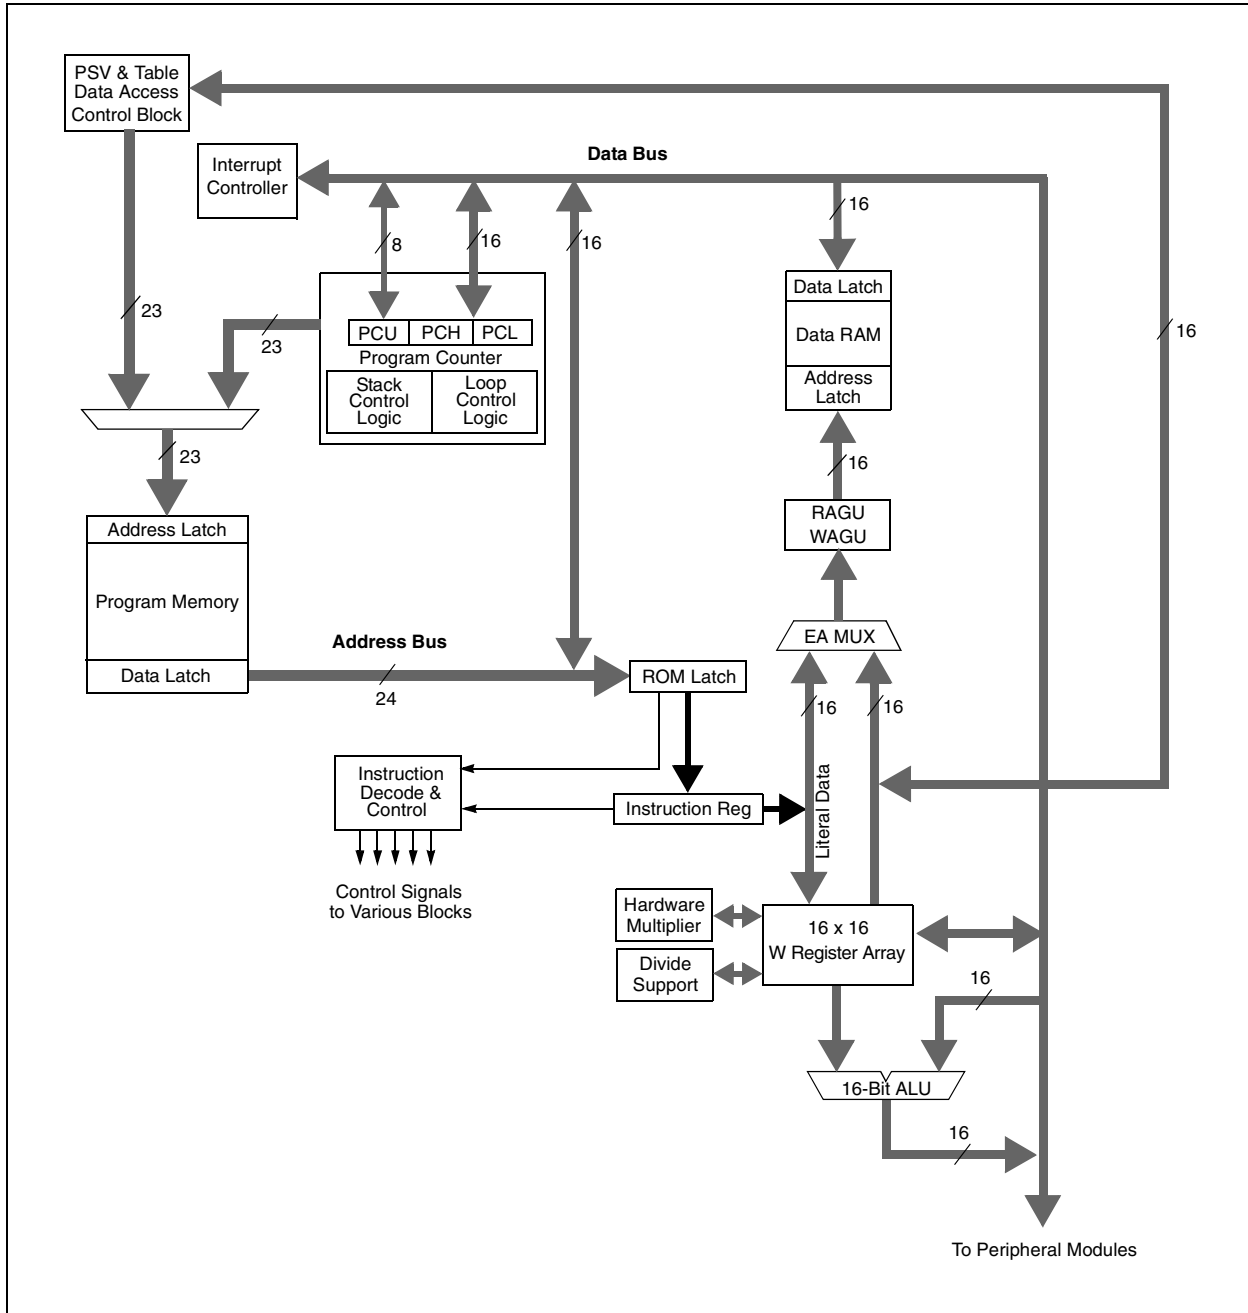 PSV & Table
Data Access
Control Block
Data Bus
Interrupt
Controller
16
8
16
16
Data Latch
23
Data RAM
16
23
PCU
PCH
PCL
Program Counter
Address
Latch
Stack
Control
Logic
Loop
Control
Logic
23
16
Address Latch
RAGU
WAGU
Program Memory
Address Bus
EA MUX
Data Latch
24
ROM Latch
16
16
Instruction
Decode &
Control
Instruction Reg
Literal Data
Control Signals
to Various Blocks
Hardware
Multiplier
16 x 16
W Register Array
Divide
Support
16
16-Bit ALU
16
To Peripheral Modules